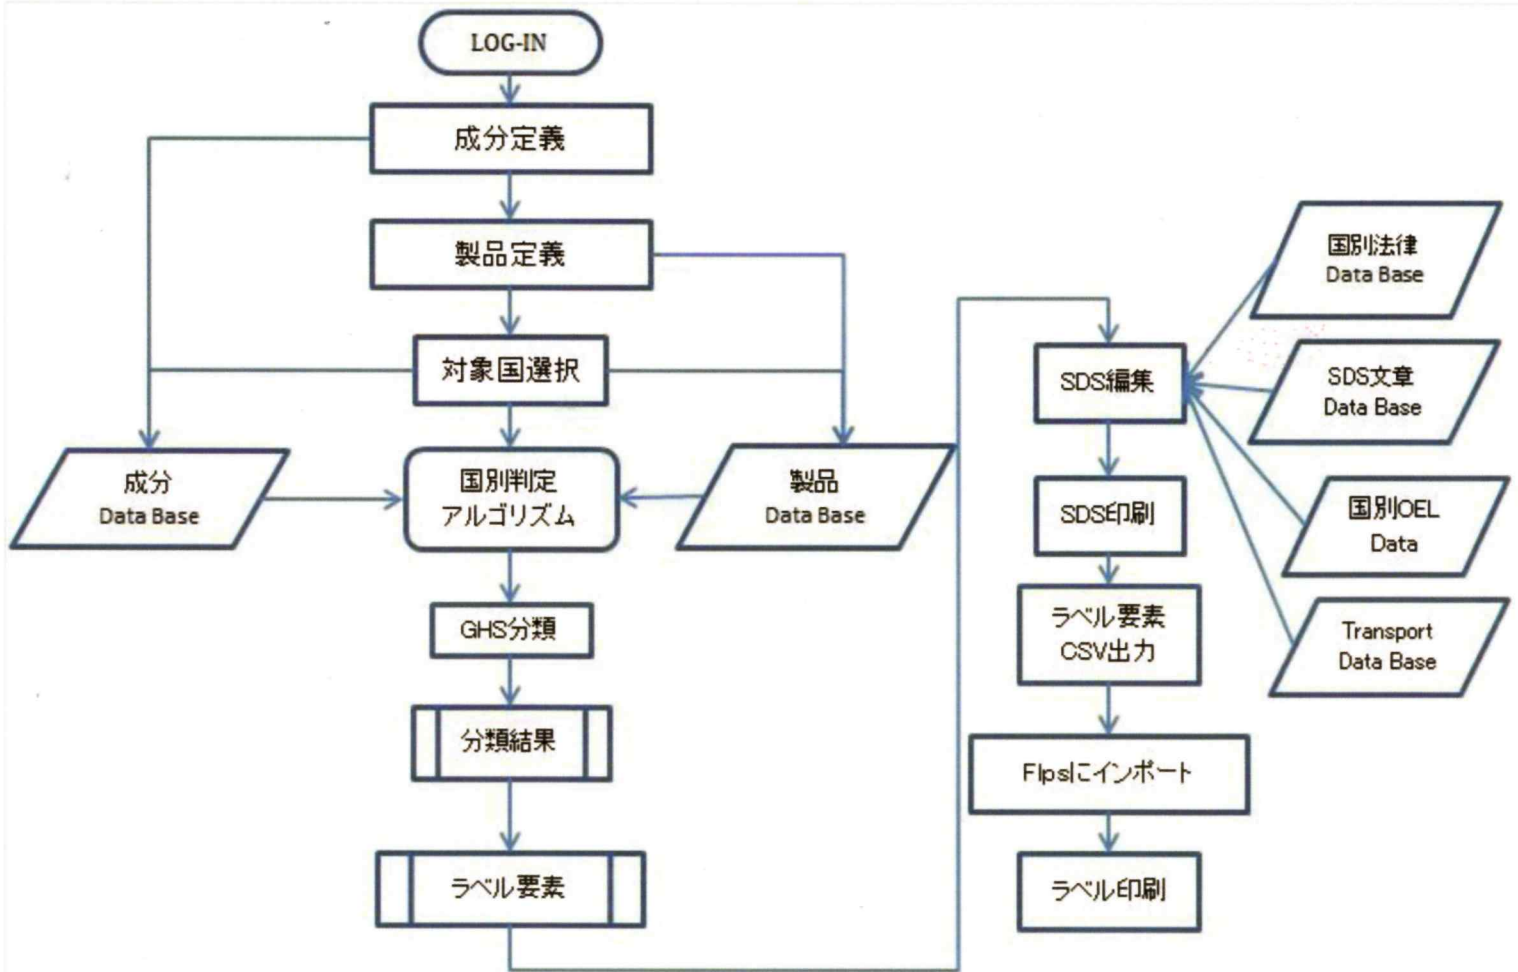 LOG-IN
成分定義
製品定義
対象国選択
成分
Data Base
国別判定
アルゴリズム
製品
Data Base
GHS分類
分類結果
ラベル要素
SDS編集
SDS印刷
ラベル要素
CSV出力
Flpsにインポート
ラベル印刷
国別法律
Data Base
SDS文章
Data Base
国別OEL
Data
Transport
Data Base